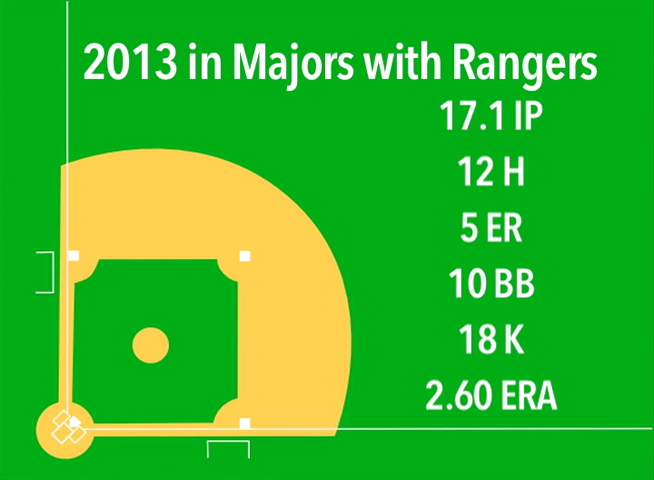 2013 in Majors with Rangers
17.1 IP
12 H
5 ER
10 BB
18 K
2.60 ERA